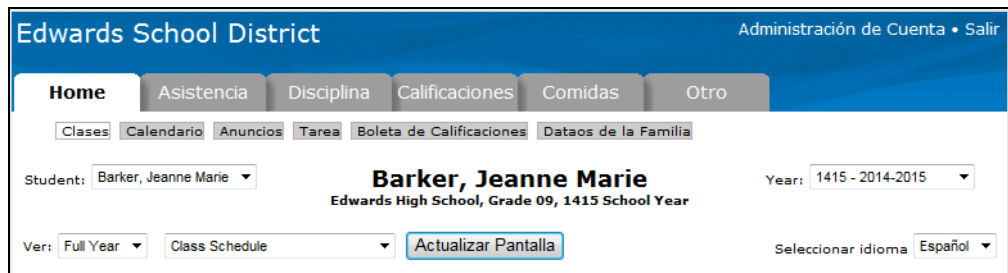 Edwards School District
Administración de Cuenta • Salir
Home Asistencia Disciplina Calificaciones Comidas Otro
Clases Calendario Anuncios Tarea Boleta de Calificaciones Dataos de la Familia
Student: Barker, Jeanne Marie
Barker, Jeanne Marie
Year: 1415 - 2014-2015
Edwards High School, Grade 09, 1415 School Year
Ver: Full Year Class Schedule Actualizar Pantalla Seleccionar idioma Español